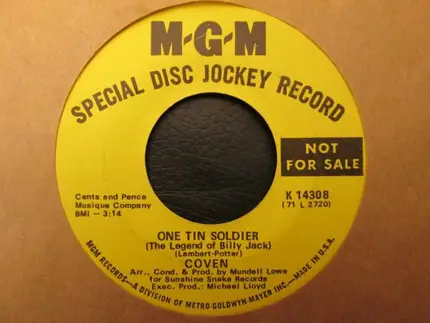 M-G-M
SPECIAL DISC JOCKEY RECORD
NOT
FOR SALE
Cents and Pence
Musique Company
BMI - 3:14
K 14308
(71 L 2720)
ONE TIN SOLDIER
(The Legend of Billy Jack)
(Lambert-Potter)
COVEN
Arr., Cond. & Prod. by Mundell Lowe
for Sunshine Snake Records
Exec. Prod.: Michael Lloyd
MGM RECORDS - A DIVISION OF METRO-GOLDWYN-MAYER INC. - MADE IN U.S.A.